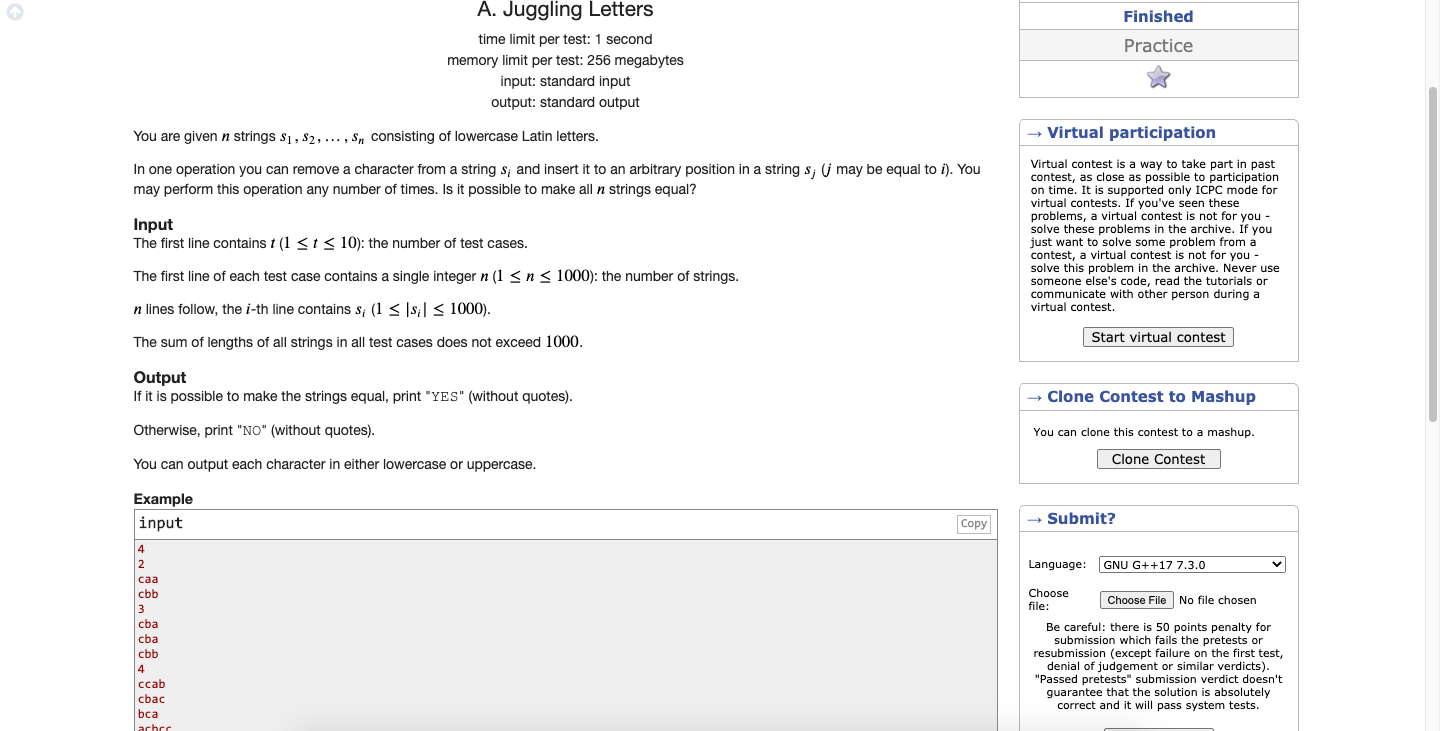 A. Juggling Letters
time limit per test: 1 second
memory limit per test: 256 megabytes
input: standard input
output: standard output
You are given n strings s1, s2, …, sn consisting of lowercase Latin letters.
In one operation you can remove a character from a string si and insert it to an arbitrary position in a string sj (j may be equal to i). You
may perform this operation any number of times. Is it possible to make all n strings equal?
Input
The first line contains t (1 ≤ t ≤ 10): the number of test cases.
The first line of each test case contains a single integer n (1 ≤ n ≤ 1000): the number of strings.
n lines follow, the i-th line contains si (1 ≤ |si| ≤ 1000).
The sum of lengths of all strings in all test cases does not exceed 1000.
Output
If it is possible to make the strings equal, print "YES" (without quotes).
Otherwise, print "NO" (without quotes).
You can output each character in either lowercase or uppercase.
Example
input
Copy
4
2
caa
cbb
3
cba
cba
cbb
4
ccab
cbac
bca
acbcc
Finished
Practice
→ Virtual participation
Virtual contest is a way to take part in past
contest, as close as possible to participation
on time. It is supported only ICPC mode for
virtual contests. If you've seen these
problems, a virtual contest is not for you -
solve these problems in the archive. If you
just want to solve some problem from a
contest, a virtual contest is not for you -
solve this problem in the archive. Never use
someone else's code, read the tutorials or
communicate with other person during a
virtual contest.
Start virtual contest
→ Clone Contest to Mashup
You can clone this contest to a mashup.
Clone Contest
→ Submit?
Language: GNU G++17 7.3.0
Choose
file: Choose File No file chosen
Be careful: there is 50 points penalty for
submission which fails the pretests or
resubmission (except failure on the first test,
denial of judgement or similar verdicts).
"Passed pretests" submission verdict doesn't
guarantee that the solution is absolutely
correct and it will pass system tests.